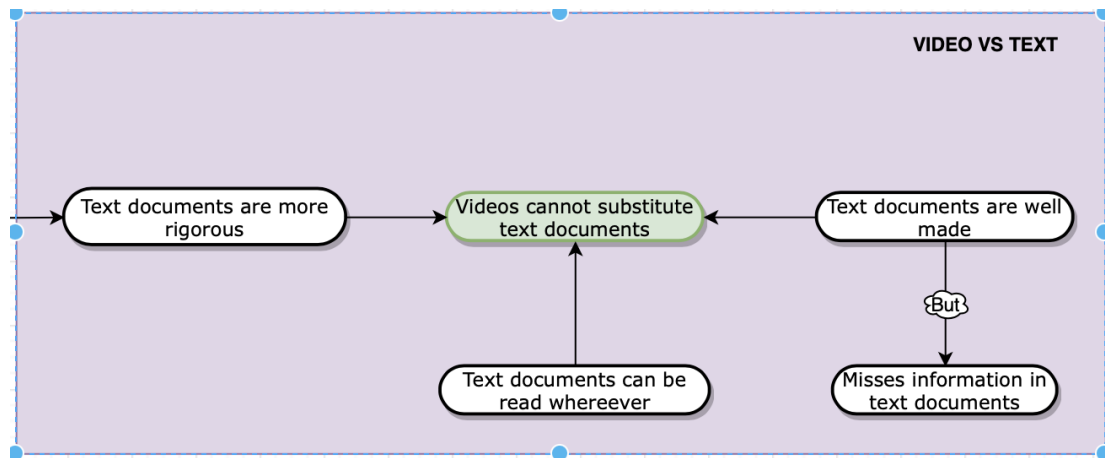 VIDEO VS TEXT
Text documents are more
rigorous
Videos cannot substitute
text documents
Text documents are well
made
But
Text documents can be
read whereever
Misses information in
text documents